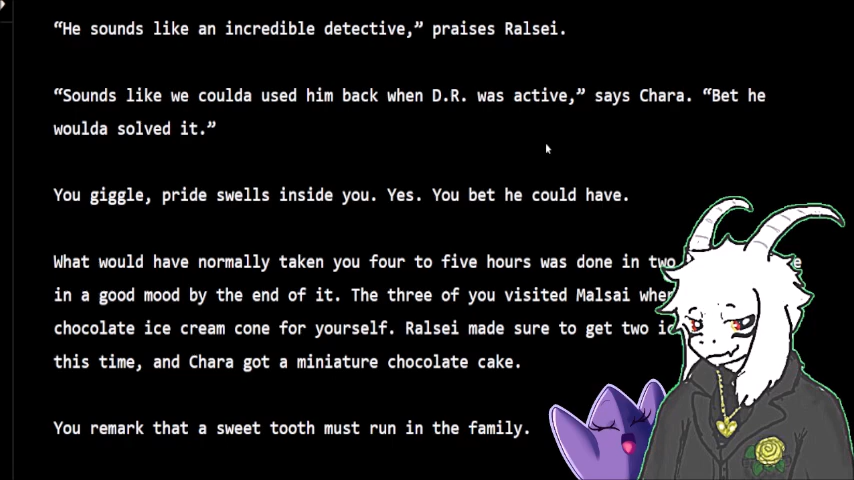 “He sounds like an incredible detective,” praises Ralsei.
“Sounds like we coulda used him back when D.R. was active,” says Chara. “Bet he
woulda solved it.”
You giggle, pride swells inside you. Yes. You bet he could have.
What would have normally taken you four to five hours was done in two
in a good mood by the end of it. The three of you visited Malsai
chocolate ice cream cone for yourself. Ralsei made sure to get two
this time, and Chara got a miniature chocolate cake.
You remark that a sweet tooth must run in the family.